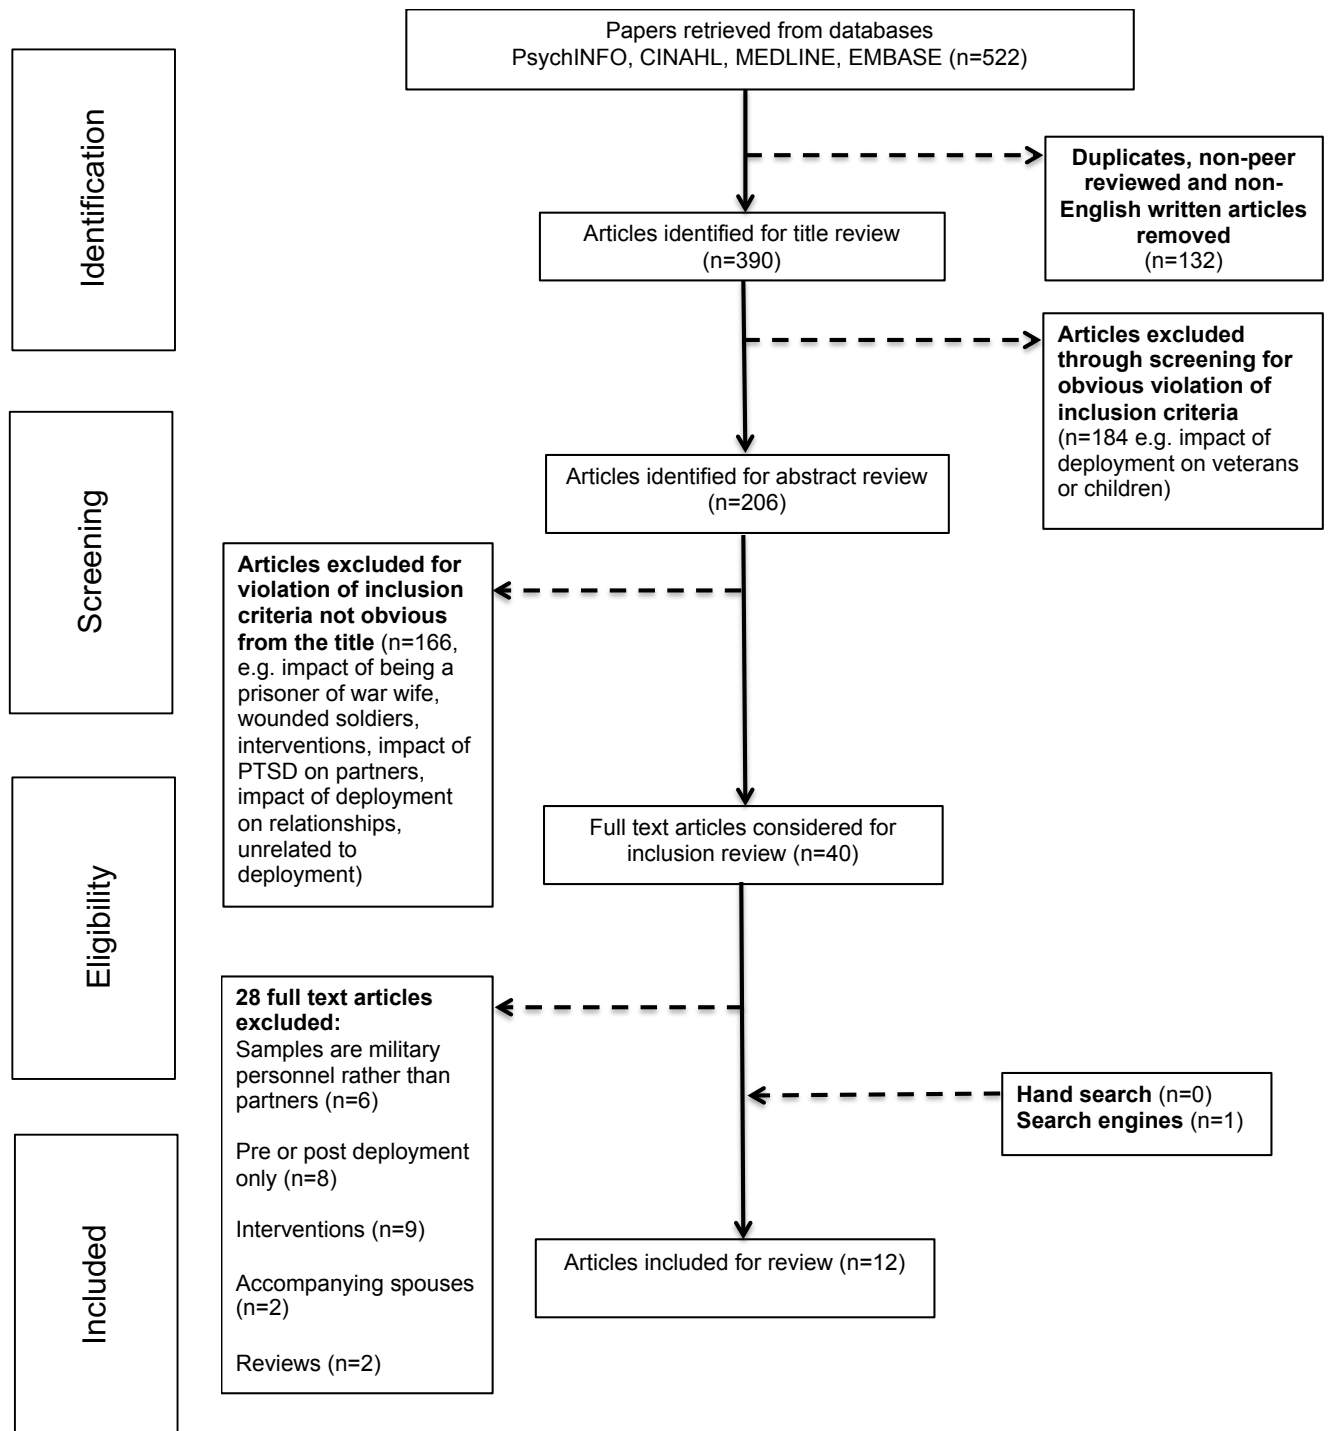 Papers retrieved from databases
PsychINFO, CINAHL, MEDLINE, EMBASE (n=522)
Identification
Duplicates, non-peer
reviewed and non-
English written articles
removed
(n=132)
Articles identified for title review
(n=390)
Articles excluded
through screening for
obvious violation of
inclusion criteria
(n=184 e.g. impact of
deployment on veterans
or children)
Screening
Articles identified for abstract review
(n=206)
Articles excluded for
violation of inclusion
criteria not obvious
from the title (n=166,
e.g. impact of being a
prisoner of war wife,
wounded soldiers,
interventions, impact of
PTSD on partners,
impact of deployment
on relationships,
unrelated to
deployment)
Eligibility
Full text articles considered for
inclusion review (n=40)
28 full text articles
excluded:
Samples are military
personnel rather than
partners (n=6)
Pre or post deployment
only (n=8)
Interventions (n=9)
Accompanying spouses
(n=2)
Reviews (n=2)
Hand search (n=0)
Search engines (n=1)
Included
Articles included for review (n=12)